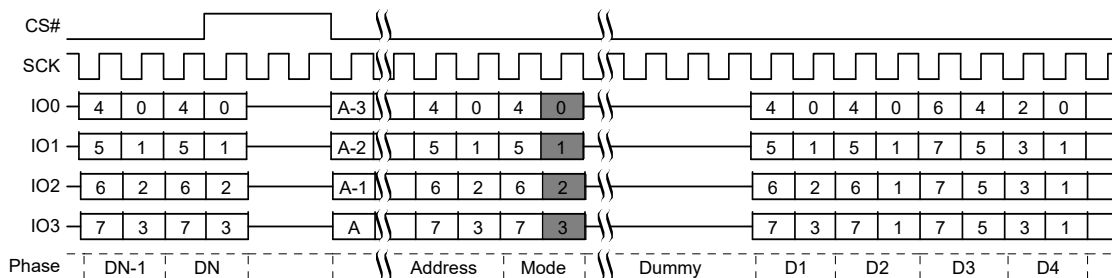 CS#
SCK
IO0 4 0 4 0 A-3 4 0 4 0 4 0 4 0 6 4 2 0
IO1 5 1 5 1 A-2 5 1 5 1 5 1 5 1 7 5 3 1
IO2 6 2 6 2 A-1 6 2 6 2 6 2 6 1 7 5 3 1
IO3 7 3 7 3 A 7 3 7 3 7 3 7 1 7 5 3 1
Phase DN-1 DN Address Mode Dummy D1 D2 D3 D4